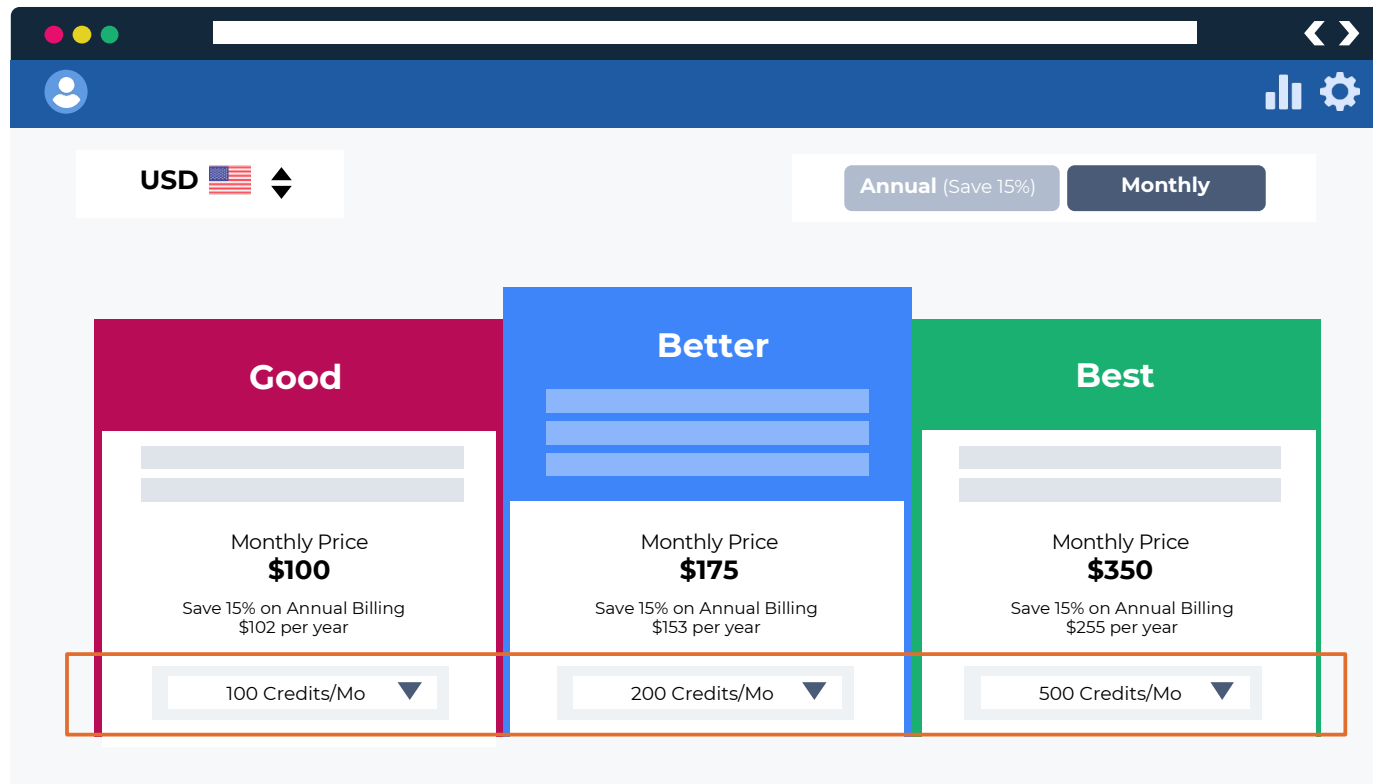 USD
Annual (Save 15%)
Monthly
Good
Better
Best
Monthly Price
$100
Save 15% on Annual Billing
$102 per year
100 Credits/Mo
Monthly Price
$175
Save 15% on Annual Billing
$153 per year
200 Credits/Mo
Monthly Price
$350
Save 15% on Annual Billing
$255 per year
500 Credits/Mo